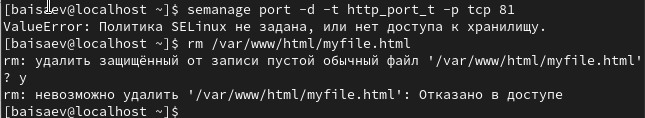 [baisaev@localhost ~]$ semanage port -d -t http_port_t -p tcp 81
ValueError: Политика SELinux не задана, или нет доступа к хранилищу.
[baisaev@localhost ~]$ rm /var/www/html/myfile.html
rm: удалить защищённый от записи пустой обычный файл '/var/www/html/myfile.html'
? y
rm: невозможно удалить '/var/www/html/myfile.html': Отказано в доступе
[baisaev@localhost ~]$